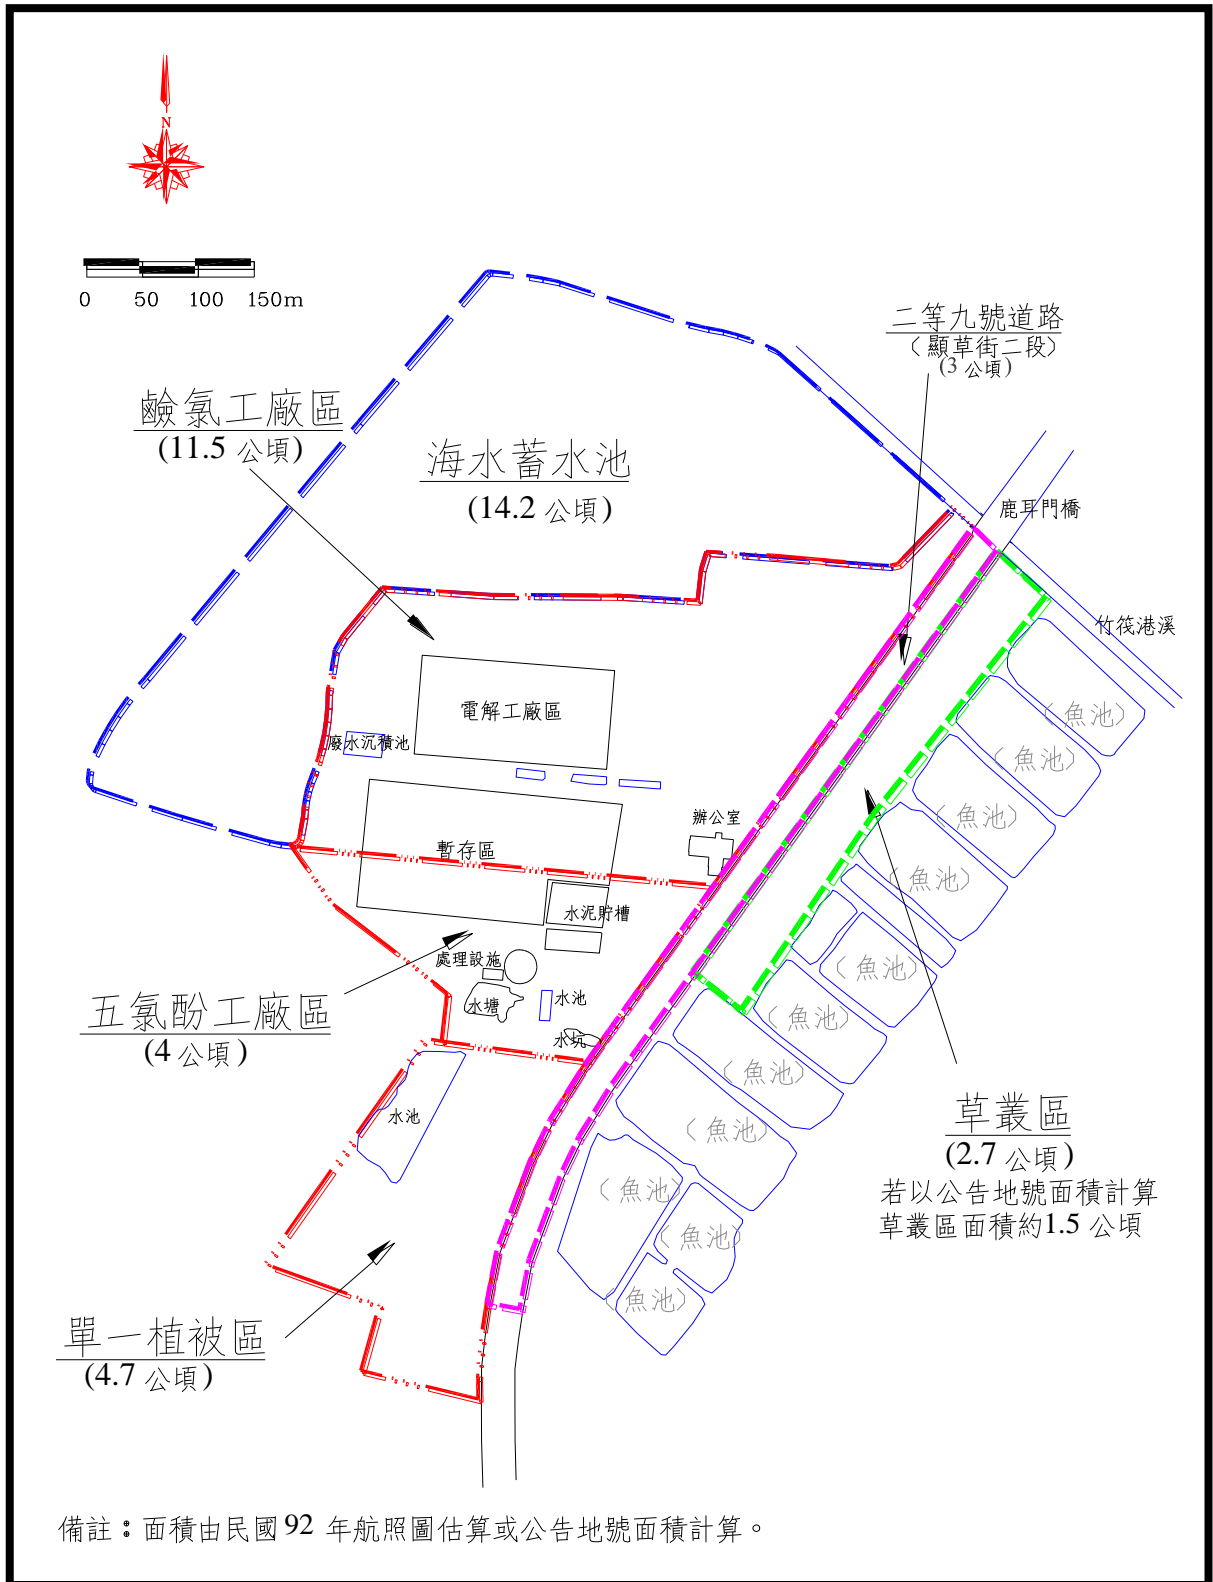 N
0 50 100 150m
二等九號道路
（顯草街二段）
(3 公頃)
鹼氯工廠區
(11.5 公頃)
海水蓄水池
(14.2 公頃)
鹿耳門橋
竹筏港溪
電解工廠區
廢水沉積池
（魚池）
（魚池）
（魚池）
辦公室
暫存區
（魚池）
水泥貯槽
處理設施
（魚池）
水塘
水池
（魚池）
五氯酚工廠區
(4 公頃)
水坑
（魚池）
水池
（魚池）
草叢區
(2.7 公頃)
若以公告地號面積計算
草叢區面積約1.5 公頃
（魚池）
（魚池）
（魚池）
單一植被區
(4.7 公頃)
備註：面積由民國92 年航照圖估算或公告地號面積計算。